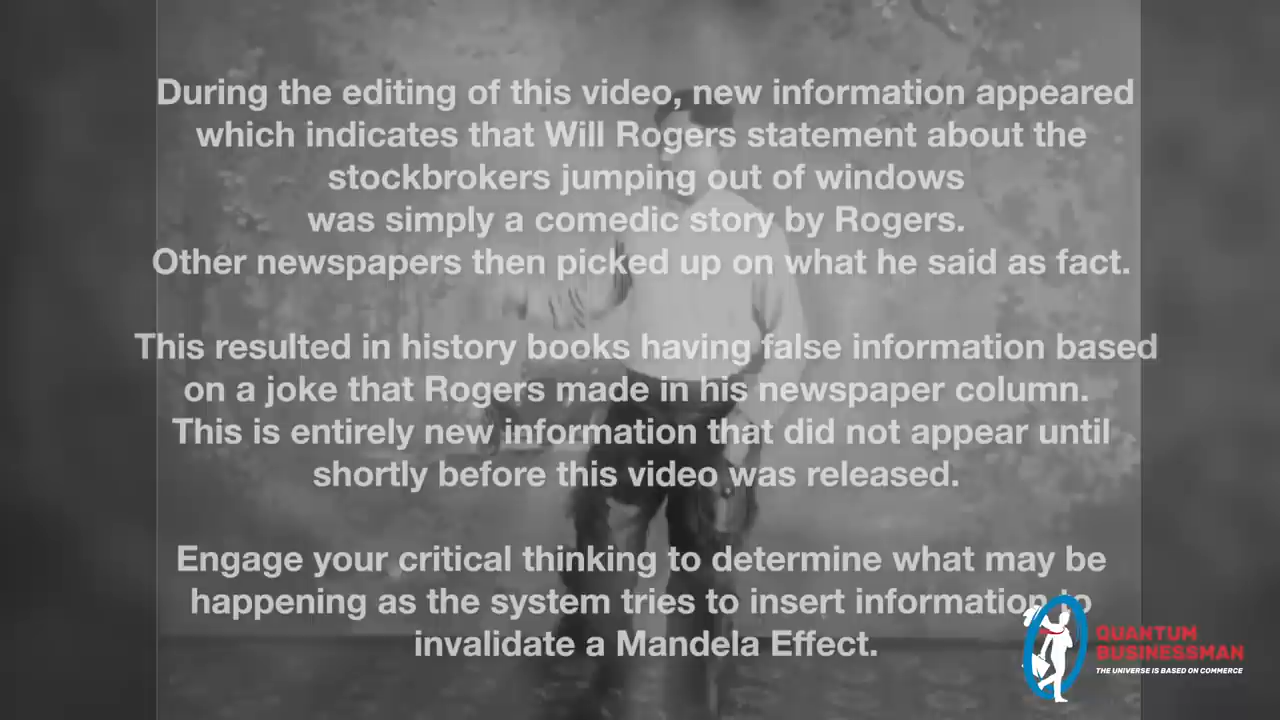 During the editing of this video, new information appeared
which indicates that Will Rogers statement about the
stockbrokers jumping out of windows
was simply a comedic story by Rogers.
Other newspapers then picked up on what he said as fact.
This resulted in history books having false information based
on a joke that Rogers made in his newspaper column.
This is entirely new information that did not appear until
shortly before this video was released.
Engage your critical thinking to determine what may be
happening as the system tries to insert information to
invalidate a Mandela Effect.
QUANTUM
BUSINESSMAN
THE UNIVERSE IS BASED ON COMMERCE